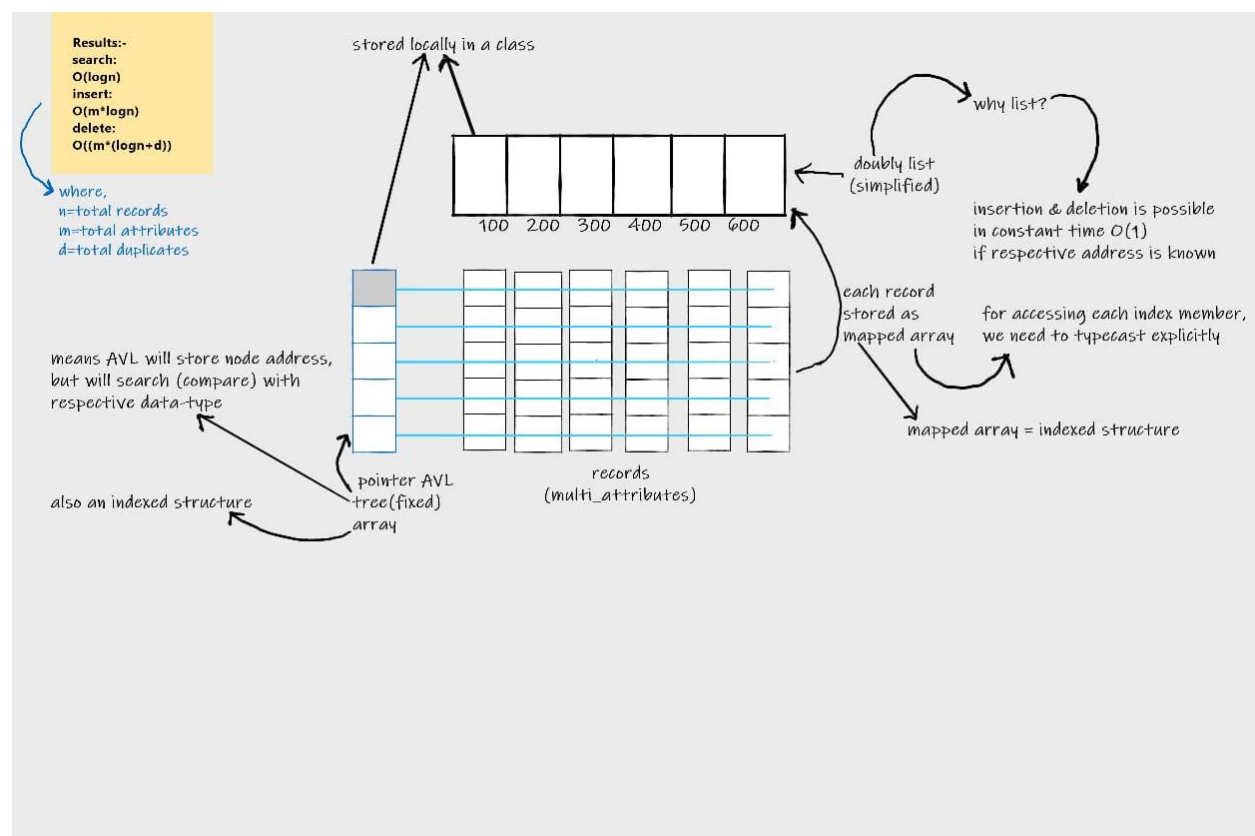 Results:-
search:
O(logn)
insert:
O(m*logn)
delete:
O((m*(logn+d))
where,
n=total records
m=total attributes
d=total duplicates
stored locally in a class
why list?
doubly list
(simplified)
insertion & deletion is possible
in constant time O(1)
if respective address is known
100 200 300 400 500 600
each record
stored as
mapped array
for accessing each index member,
we need to typecast explicitly
mapped array = indexed structure
means AVL will store node address,
but will search (compare) with
respective data-type
also an indexed structure
pointer AVL
tree(fixed)
array
records
(multi_attributes)